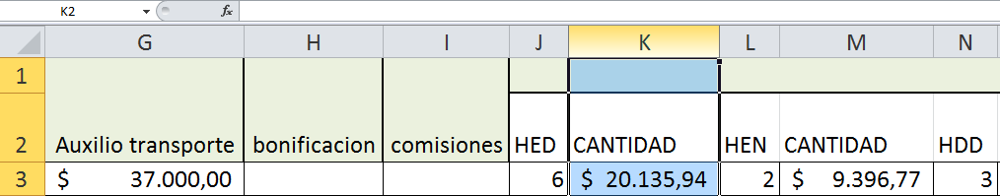 K2 fx
G H I J K L M N
1
2 Auxilio transporte bonificacion comisiones HED CANTIDAD HEN CANTIDAD HDD
3 $ 37.000,00 6 $ 20.135,94 2 $ 9.396,77 3